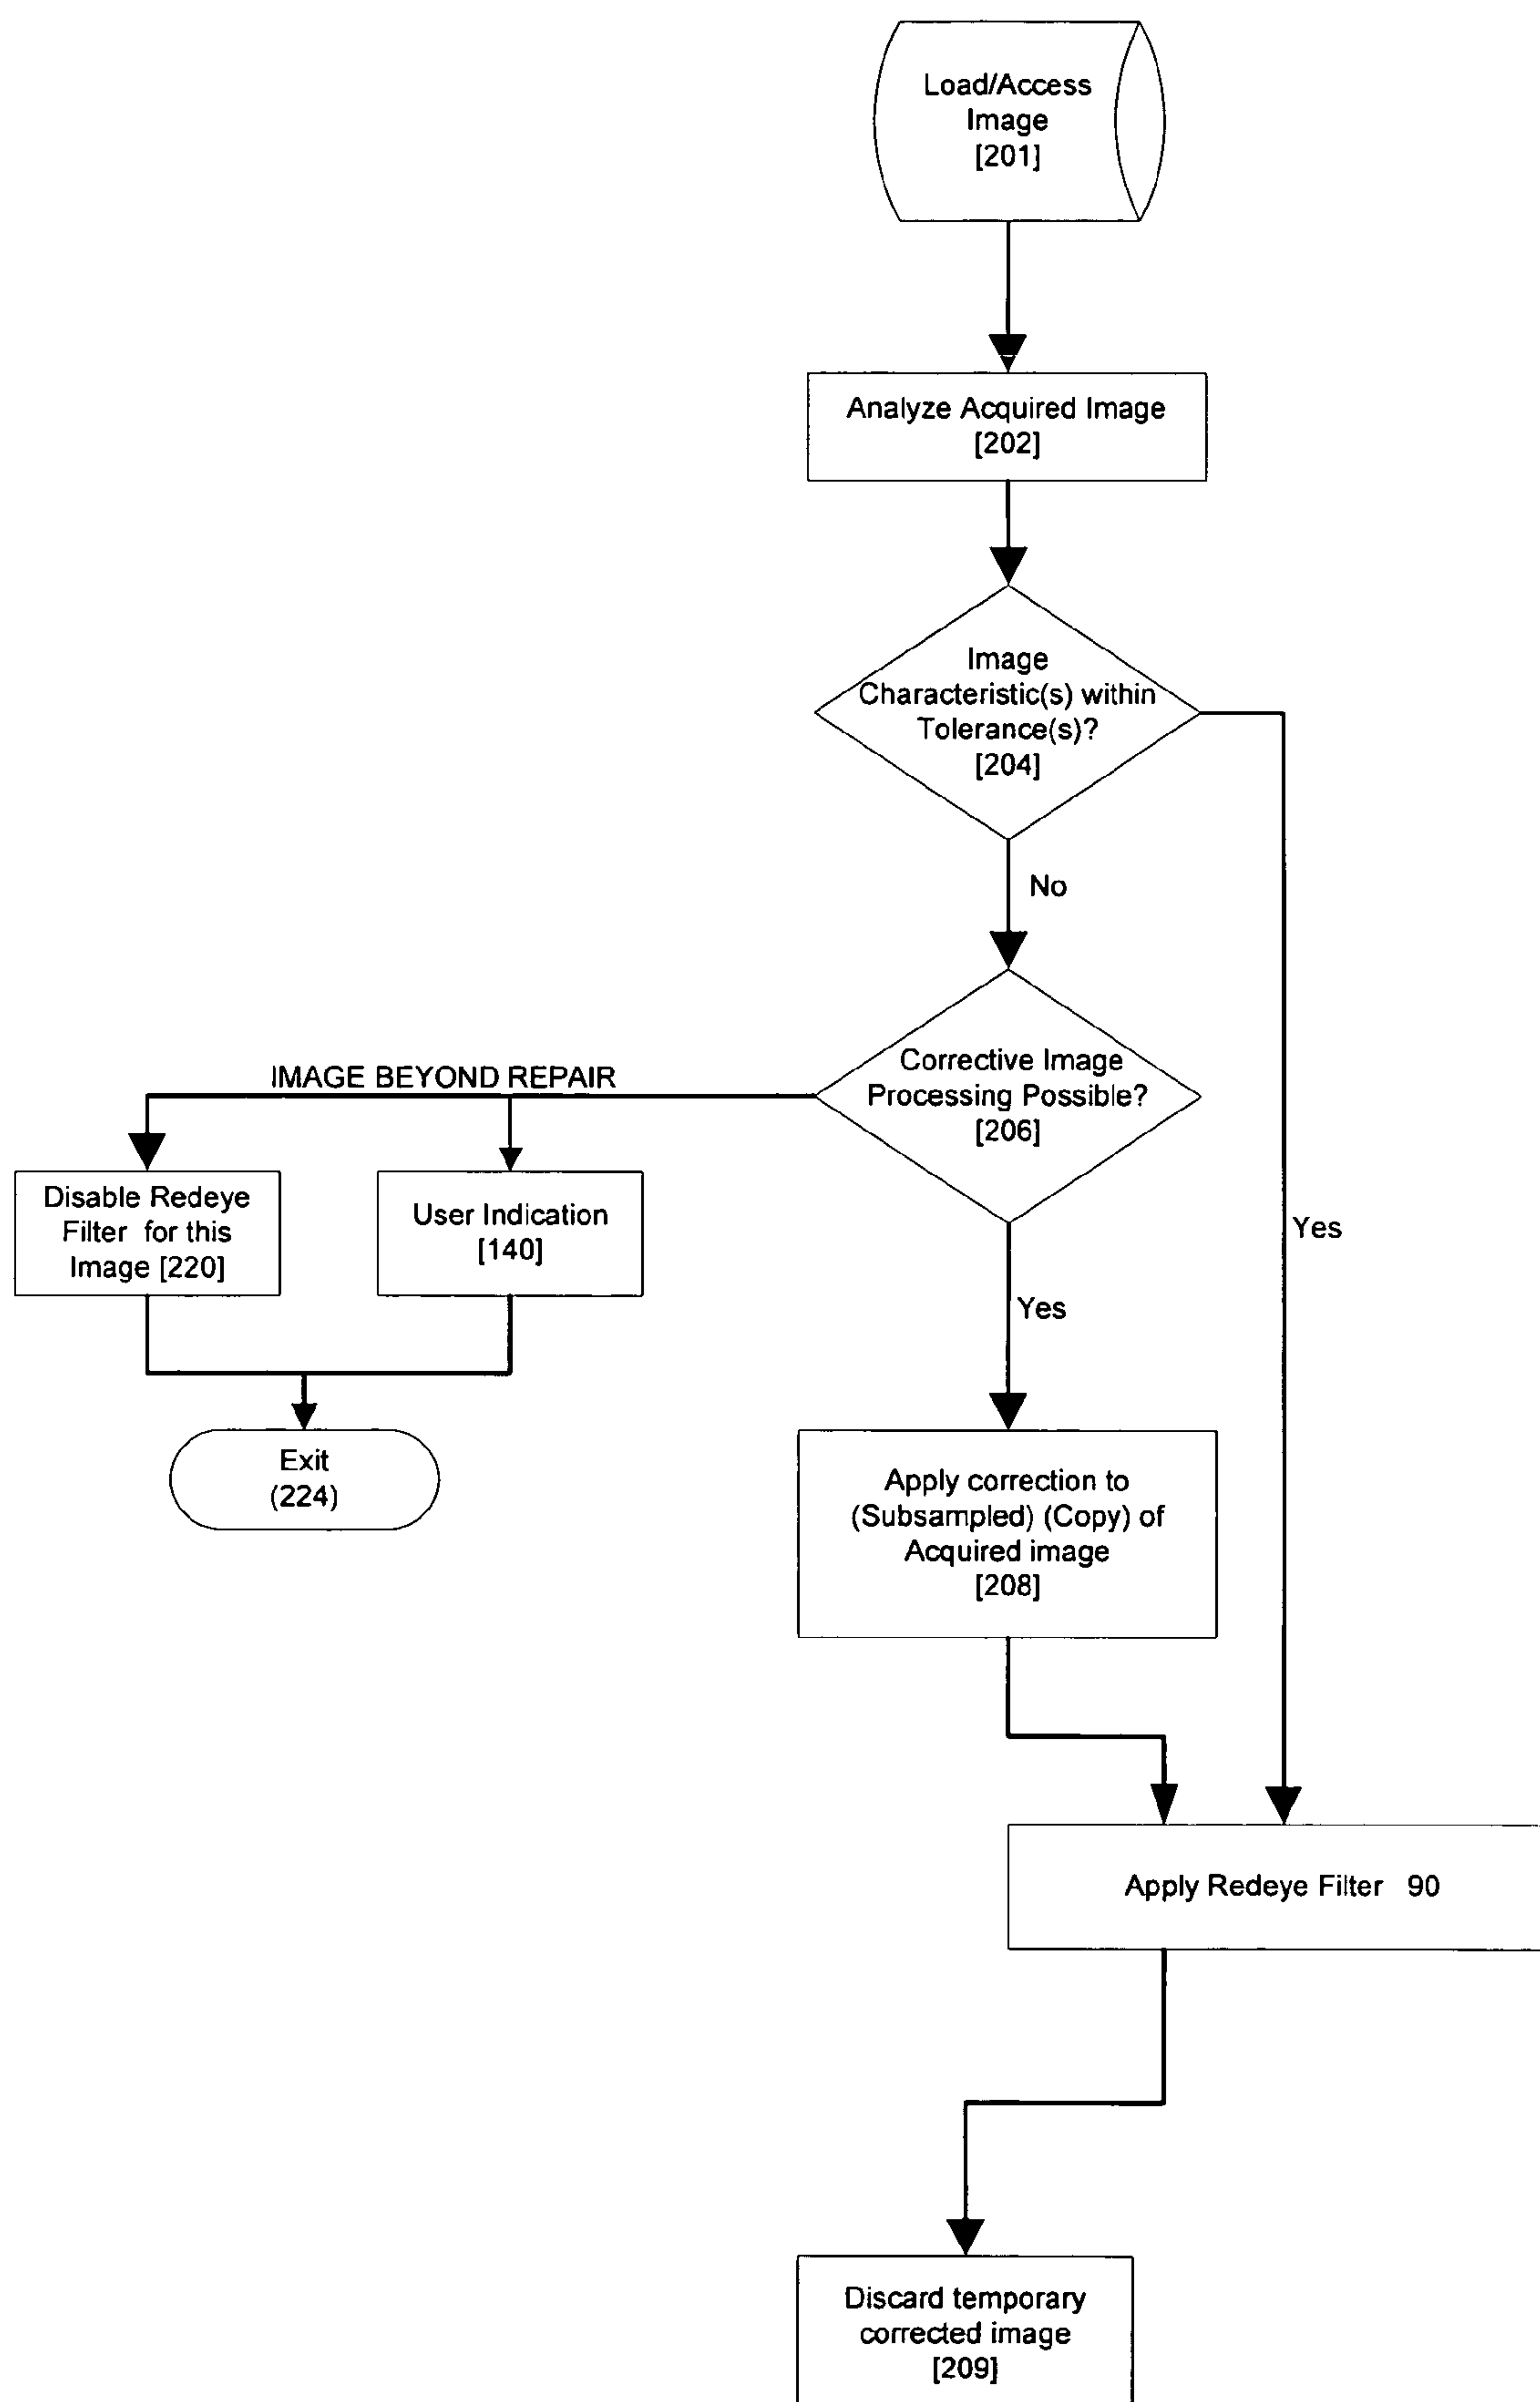 Load/Access
Image
[201]
Analyze Acquired Image
[202]
Image
Characteristic(s) within
Tolerance(s)?
[204]
No
Yes
Corrective Image
Processing Possible?
[206]
IMAGE BEYOND REPAIR
Disable Redeye
Filter for this
Image [220]
User Indication
[140]
Exit
(224)
Yes
Apply correction to
(Subsampled) (Copy) of
Acquired image
[208]
Apply Redeye Filter 90
Discard temporary
corrected image
[209]